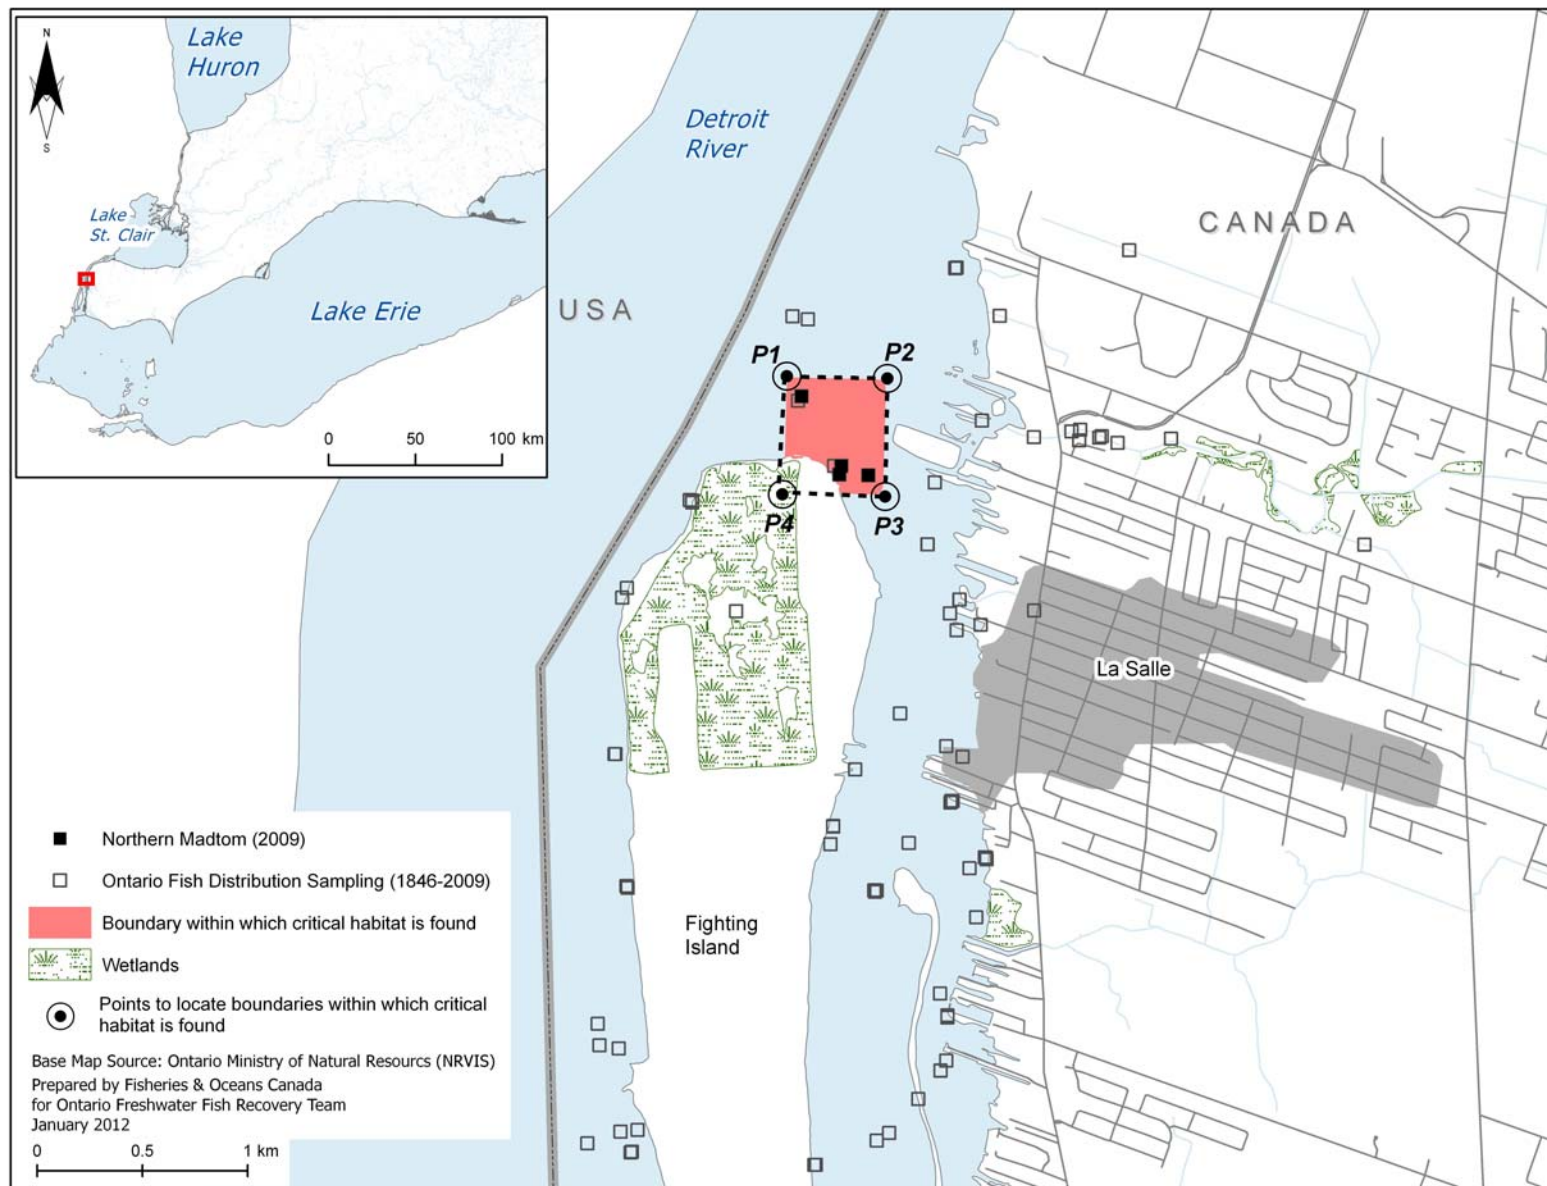 N
S
Lake
Huron
Lake
St. Clair
Lake Erie
0 50 100 km
Detroit
River
USA
CANADA
P1
P2
P4
P3
La Salle
Fighting
Island
Northern Madtom (2009)
Ontario Fish Distribution Sampling (1846-2009)
Boundary within which critical habitat is found
Wetlands
Points to locate boundaries within which critical
habitat is found
Base Map Source: Ontario Ministry of Natural Resourcs (NRVIS)
Prepared by Fisheries & Oceans Canada
for Ontario Freshwater Fish Recovery Team
January 2012
0 0.5 1 km